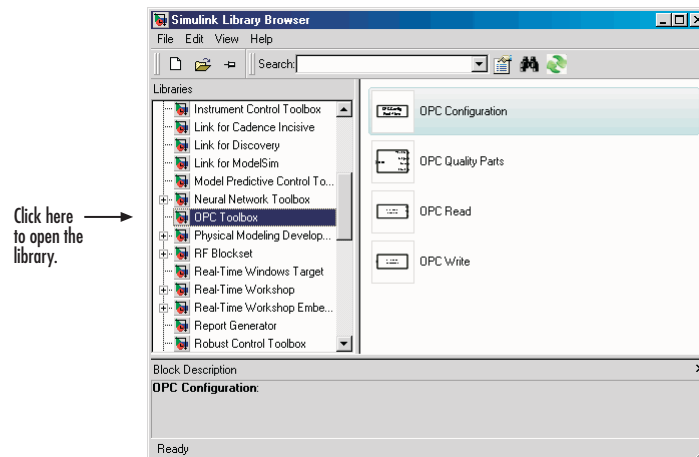 Simulink Library Browser
File Edit View Help
Search:
Libraries
Instrument Control Toolbox
Link for Cadence Incisive
Link for Discovery
Link for ModelSim
Model Predictive Control To...
Neural Network Toolbox
OPC Toolbox
Physical Modeling Develop...
RF Blockset
Real-Time Windows Target
Real-Time Workshop
Real-Time Workshop Embe...
Report Generator
Robust Control Toolbox
OPC Configuration
OPC Quality Parts
OPC Read
OPC Write
Click here
to open the
library.
Block Description
OPC Configuration:
Ready